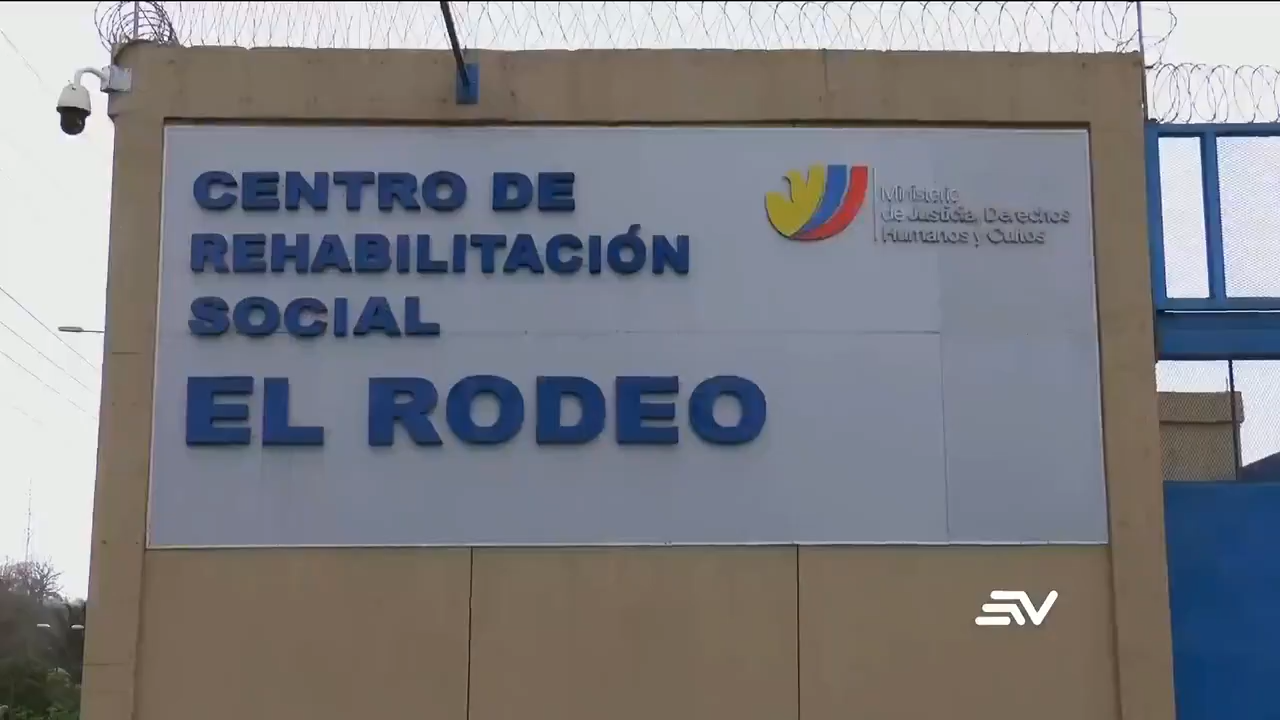 CENTRO DE
REHABILITACIÓN
SOCIAL
EL RODEO
Ministerio
de Justicia, Derechos
Humanos y Cultos